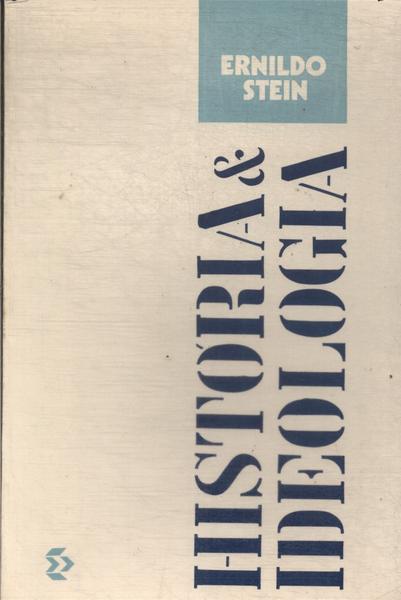 ERNILDO
STEIN
HISTÓRIA &
IDEOLOGIA